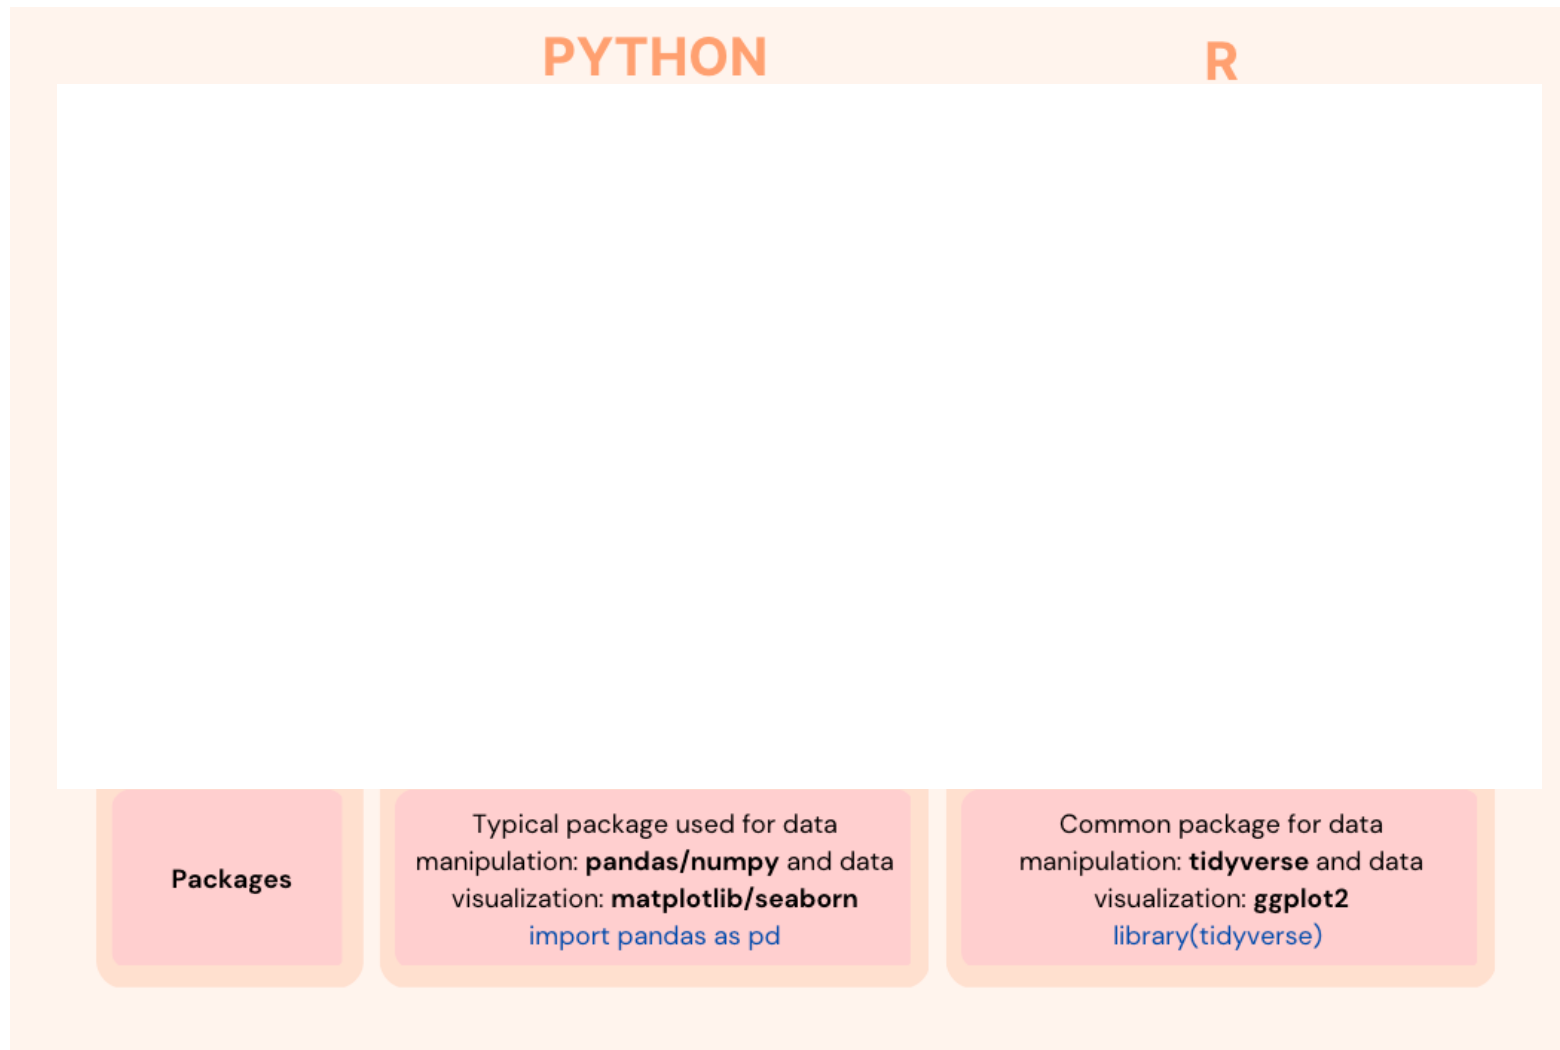 PYTHON
R
Packages
Typical package used for data
manipulation: pandas/numpy and data
visualization: matplotlib/seaborn
import pandas as pd
Common package for data
manipulation: tidyverse and data
visualization: ggplot2
library(tidyverse)